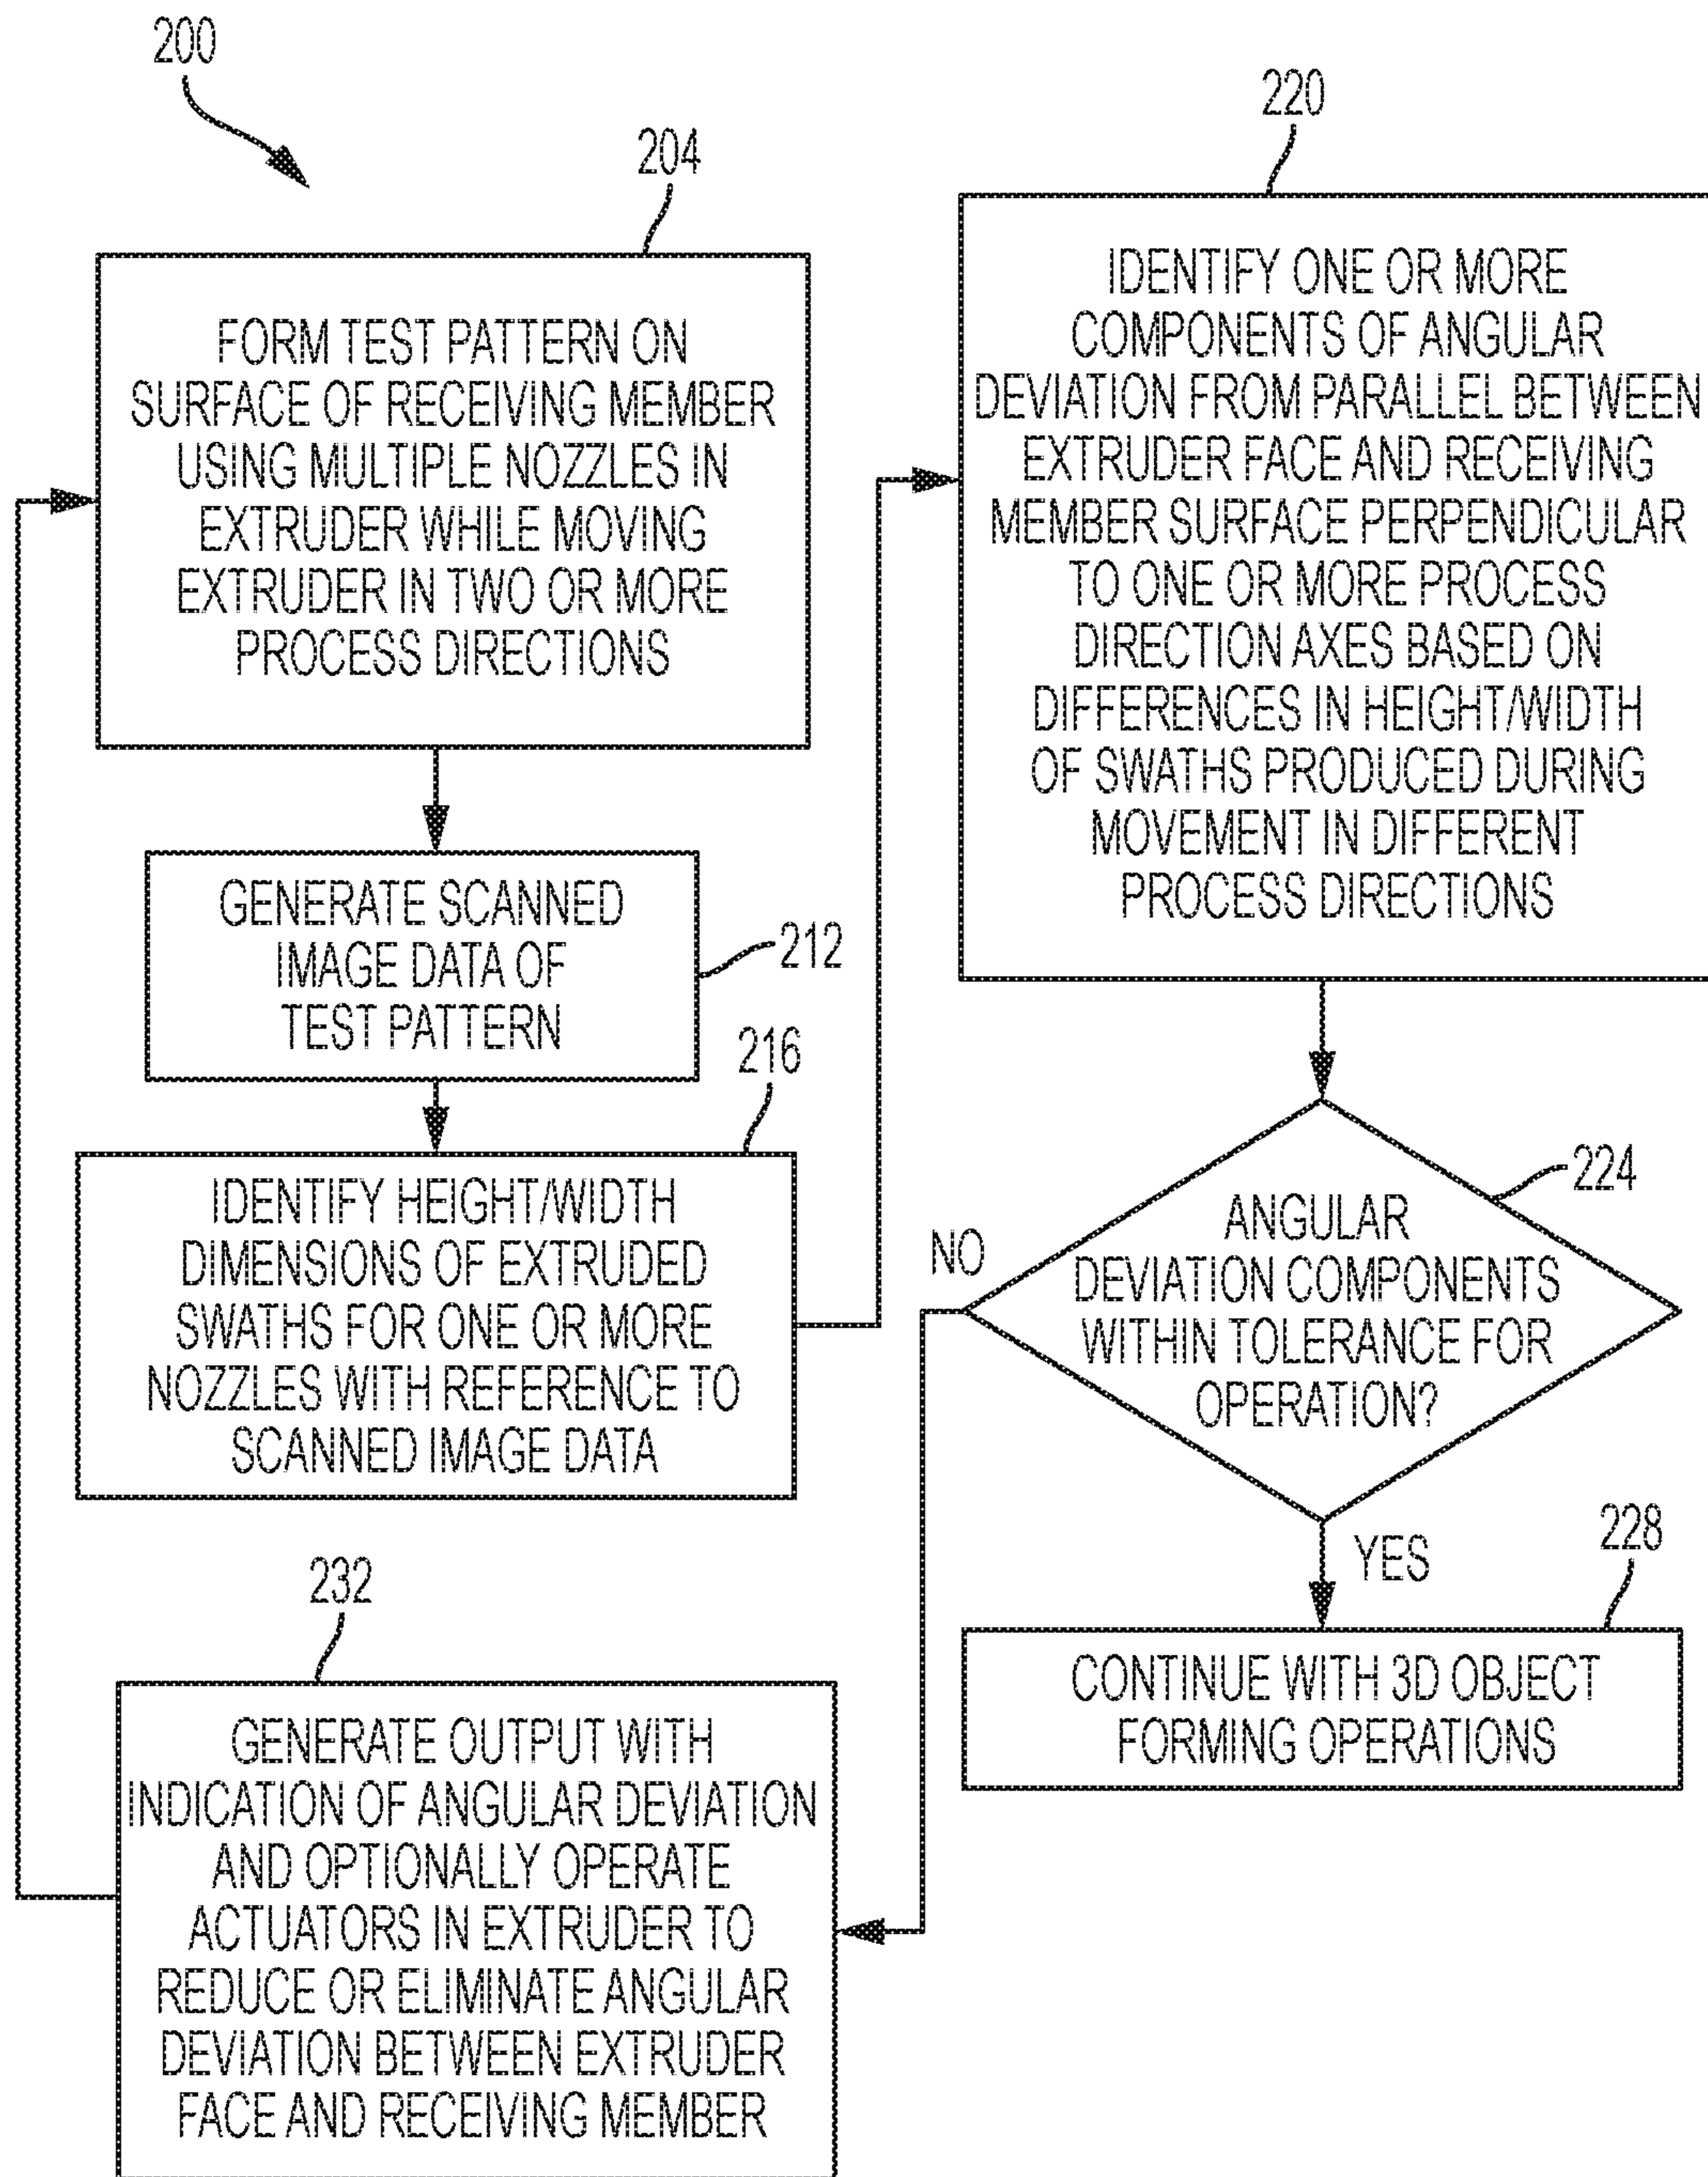 200
204
FORM TEST PATTERN ON
SURFACE OF RECEIVING MEMBER
USING MULTIPLE NOZZLES IN
EXTRUDER WHILE MOVING
EXTRUDER IN TWO OR MORE
PROCESS DIRECTIONS
GENERATE SCANNED
IMAGE DATA OF
TEST PATTERN
212
216
IDENTIFY HEIGHT/WIDTH
DIMENSIONS OF EXTRUDED
SWATHS FOR ONE OR MORE
NOZZLES WITH REFERENCE TO
SCANNED IMAGE DATA
220
IDENTIFY ONE OR MORE
COMPONENTS OF ANGULAR
DEVIATION FROM PARALLEL BETWEEN
EXTRUDER FACE AND RECEIVING
MEMBER SURFACE PERPENDICULAR
TO ONE OR MORE PROCESS
DIRECTION AXES BASED ON
DIFFERENCES IN HEIGHT/WIDTH
OF SWATHS PRODUCED DURING
MOVEMENT IN DIFFERENT
PROCESS DIRECTIONS
224
ANGULAR
DEVIATION COMPONENTS
WITHIN TOLERANCE FOR
OPERATION?
NO
YES
228
CONTINUE WITH 3D OBJECT
FORMING OPERATIONS
232
GENERATE OUTPUT WITH
INDICATION OF ANGULAR DEVIATION
AND OPTIONALLY OPERATE
ACTUATORS IN EXTRUDER TO
REDUCE OR ELIMINATE ANGULAR
DEVIATION BETWEEN EXTRUDER
FACE AND RECEIVING MEMBER